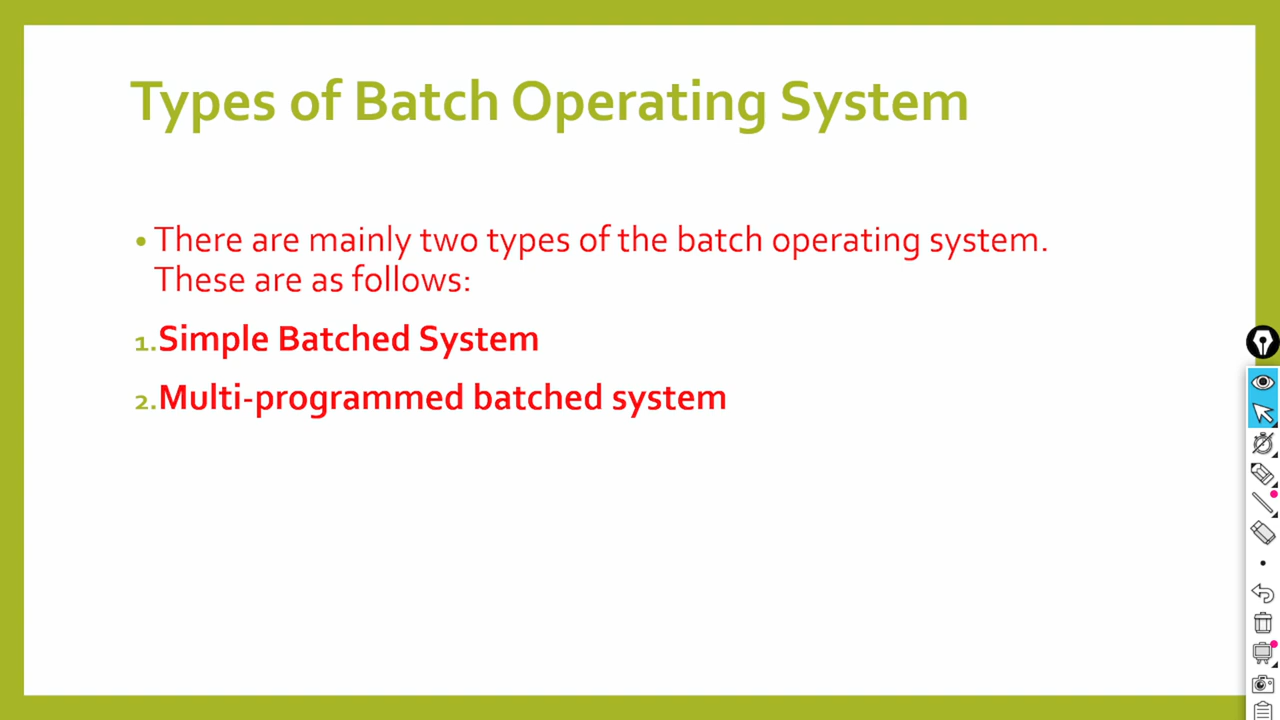 Types of Batch Operating System
• There are mainly two types of the batch operating system.
These are as follows:
1.Simple Batched System
2.Multi-programmed batched system